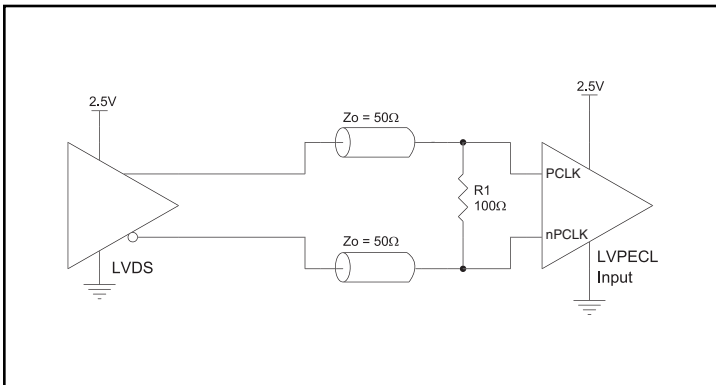 2.5V
LVDS
Zo = 50Ω
Zo = 50Ω
R1
100Ω
2.5V
PCLK
nPCLK
LVPECL
Input